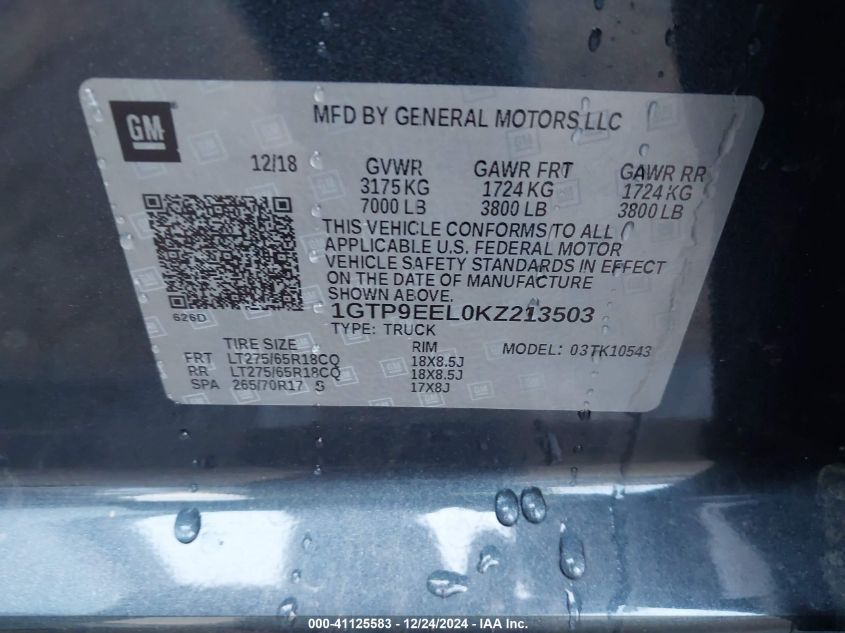 GM
MFD BY GENERAL MOTORS LLC
12/18 GVWR GAWR FRT GAWR RR
3175 KG 1724 KG 1724 KG
7000 LB 3800 LB 3800 LB
THIS VEHICLE CONFORMS TO ALL
APPLICABLE U.S. FEDERAL MOTOR
VEHICLE SAFETY STANDARDS IN EFFECT
ON THE DATE OF MANUFACTURE
SHOWN ABOVE.
626D
1GTP9EEL0KZ213503
TYPE: TRUCK
TIRE SIZE RIM MODEL: 03TK10543
FRT LT275/65R18CQ 18X8.5J
RR LT275/65R18CQ 18X8.5J
SPA 265/70R17 S 17X8J
000-41125583 - 12/24/2024 - IAA Inc.